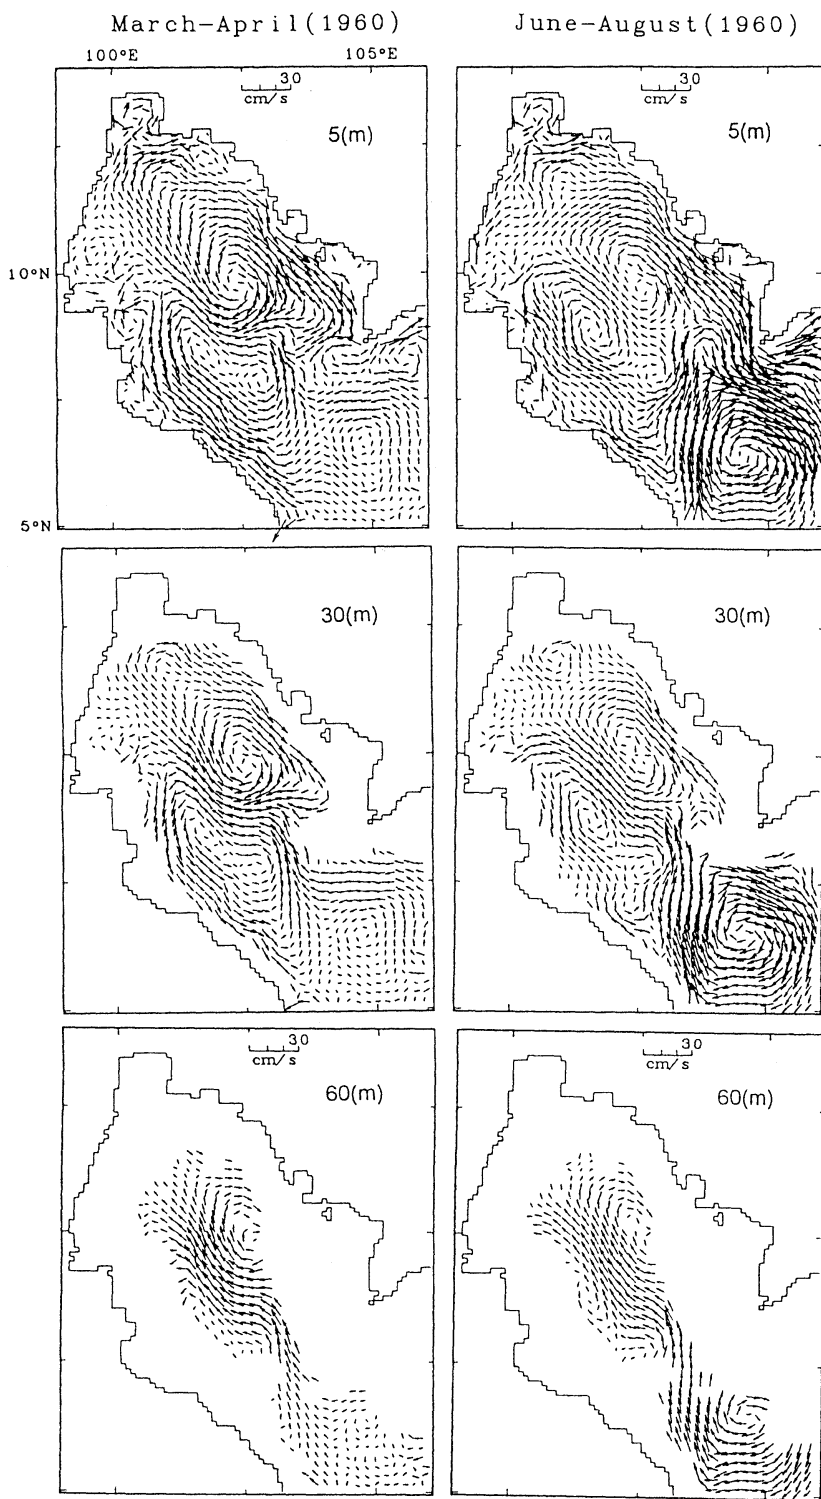 March-April(1960)
June-August(1960)
100°E
105°E
30
cm/s
5(m)
30
cm/s
5(m)
10°N
5°N
30(m)
30(m)
30
cm/s
60(m)
30
cm/s
60(m)